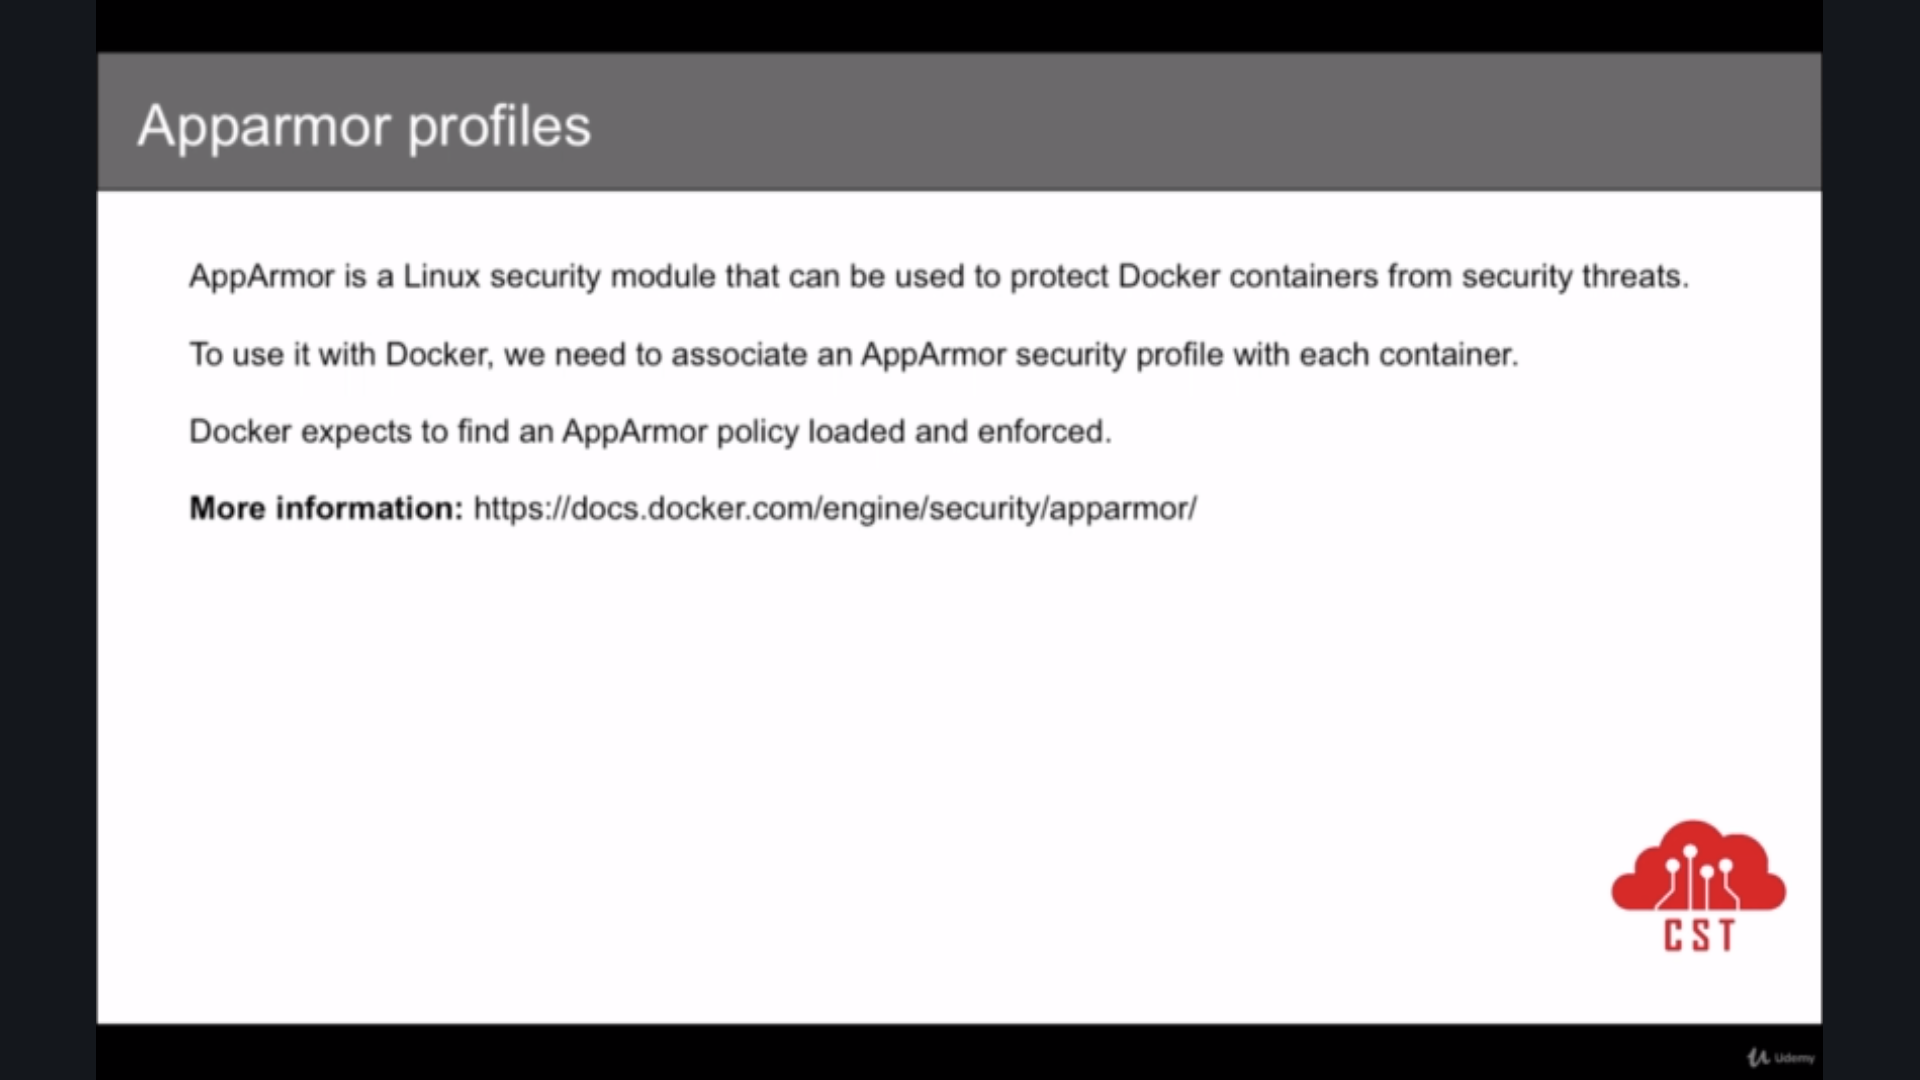 Apparmor profiles
AppArmor is a Linux security module that can be used to protect Docker containers from security threats.
To use it with Docker, we need to associate an AppArmor security profile with each container.
Docker expects to find an AppArmor policy loaded and enforced.
More information: https://docs.docker.com/engine/security/apparmor/
CST
Udemy